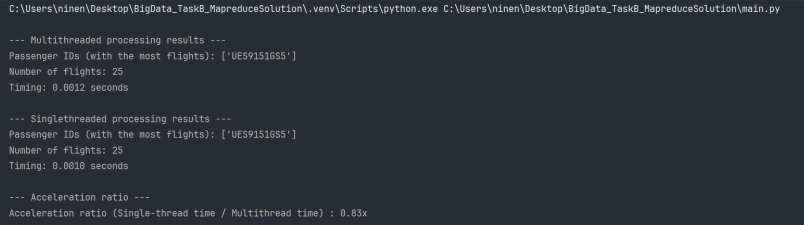 C:\Users\ninen\Desktop\BigData_TaskB_MapreduceSolution\.venv\Scripts\python.exe C:\Users\ninen\Desktop\BigData_TaskB_MapreduceSolution\main.py
--- Multithreaded processing results ---
Passenger IDs (with the most flights): ['UES9151GS5']
Number of flights: 25
Timing: 0.0012 seconds
--- Singlethreaded processing results ---
Passenger IDs (with the most flights): ['UES9151GS5']
Number of flights: 25
Timing: 0.0010 seconds
--- Acceleration ratio ---
Acceleration ratio (Single-thread time / Multithread time) : 0.83x